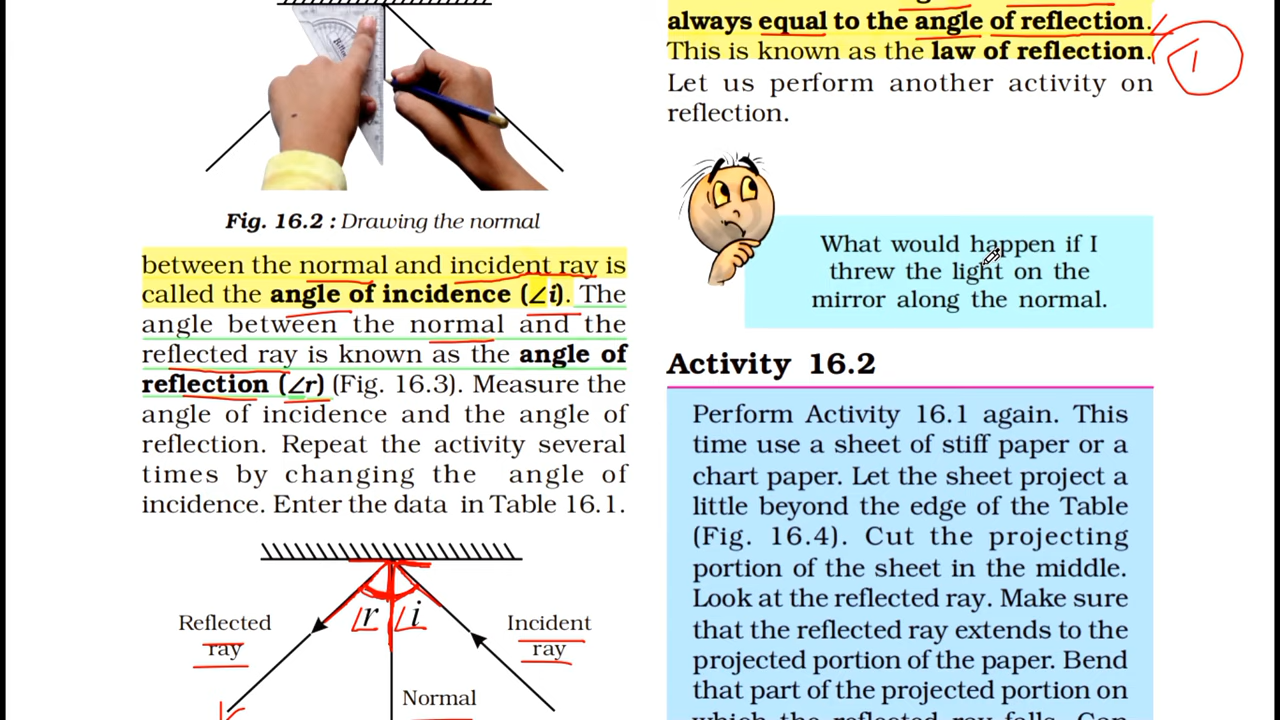 Fig. 16.2 : Drawing the normal
between the normal and incident ray is
called the angle of incidence (∠i). The
angle between the normal and the
reflected ray is known as the angle of
reflection (∠r) (Fig. 16.3). Measure the
angle of incidence and the angle of
reflection. Repeat the activity several
times by changing the angle of
incidence. Enter the data in Table 16.1.
Reflected
ray
∠r
∠i
Incident
ray
Normal
always equal to the angle of reflection.
This is known as the law of reflection.
1
Let us perform another activity on
reflection.
What would happen if I
threw the light on the
mirror along the normal.
Activity 16.2
Perform Activity 16.1 again. This
time use a sheet of stiff paper or a
chart paper. Let the sheet project a
little beyond the edge of the Table
(Fig. 16.4). Cut the projecting
portion of the sheet in the middle.
Look at the reflected ray. Make sure
that the reflected ray extends to the
projected portion of the paper. Bend
that part of the projected portion on
which the reflected ray falls. Can